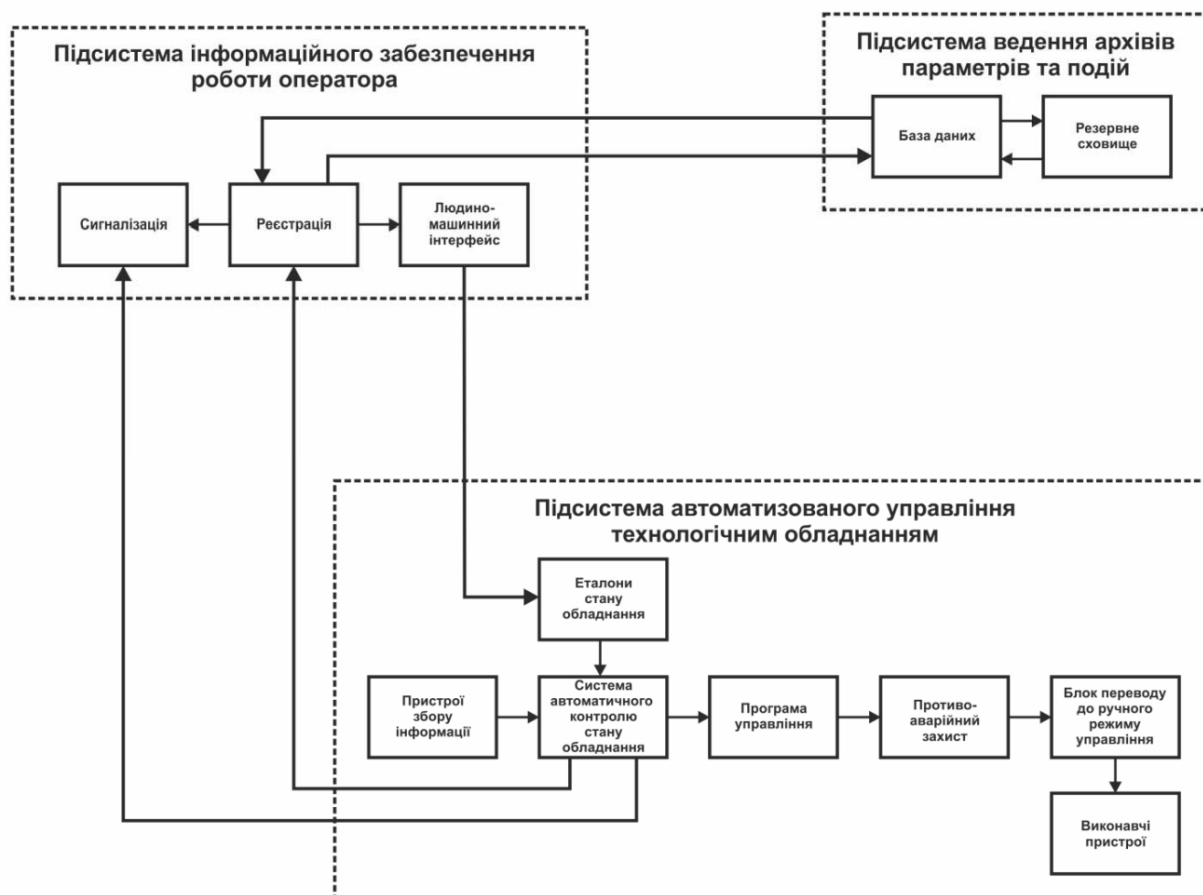 Підсистема інформаційного забезпечення
роботи оператора
Підсистема ведення архівів
параметрів та подій
База даних
Резервне
сховище
Сигналізація
Реєстрація
Людино-
машинний
інтерфейс
Підсистема автоматизованого управління
технологічним обладнанням
Еталони
стану
обладнання
Пристрої
збору
інформації
Система
автоматичного
контролю
стану
обладнання
Програма
управління
Противо-
аварійний
захист
Блок переводу
до ручного
режиму
управління
Виконавчі
пристрої